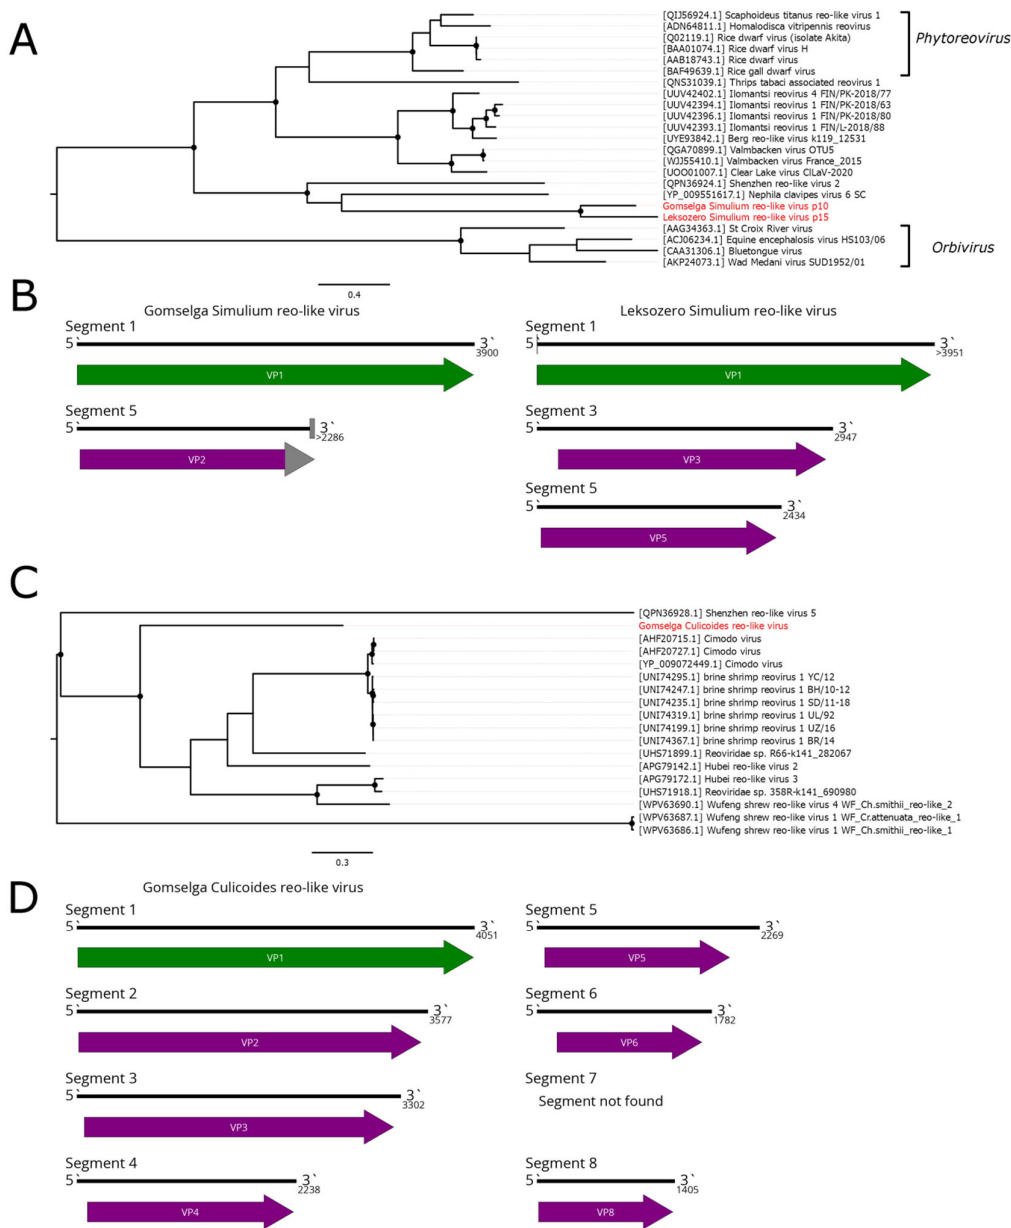 A
[QIJ56924.1] Scaphoideus titanus reo-like virus 1
[ADN64811.1] Homalodisca vitripennis reovirus
[Q02119.1] Rice dwarf virus (isolate Akita)
[BAA01074.1] Rice dwarf virus H
[AAB18743.1] Rice dwarf virus
[BAF49639.1] Rice gall dwarf virus
Phytoreovirus
[QNS31039.1] Thrips tabaci associated reovirus 1
[UUV42402.1] Ilomantsi reovirus 4 FIN/PK-2018/77
[UUV42394.1] Ilomantsi reovirus 1 FIN/PK-2018/63
[UUV42396.1] Ilomantsi reovirus 1 FIN/PK-2018/80
[UUV42393.1] Ilomantsi reovirus 1 FIN/L-2018/88
[UYE93842.1] Berg reo-like virus k119_12531
[QGA70899.1] Valmbacken virus OTU5
[WJJ55410.1] Valmbacken virus France_2015
[UOO01007.1] Clear Lake virus ClLaV-2020
[QPN36924.1] Shenzhen reo-like virus 2
[YP_009551617.1] Nephila clavipes virus 6 SC
Gomselga Simulium reo-like virus p10
Leksozero Simulium reo-like virus p15
[AAG34363.1] St Croix River virus
[ACJ06234.1] Equine encephalosis virus HS103/06
[CAA31306.1] Bluetongue virus
[AKP24073.1] Wad Medani virus SUD1952/01
Orbivirus
0.4
B
Gomselga Simulium reo-like virus
Segment 1
5` 3`
3900
VP1
Segment 5
5` 3`
>2286
VP2
Leksozero Simulium reo-like virus
Segment 1
5` 3`
>3951
VP1
Segment 3
5` 3`
2947
VP3
Segment 5
5` 3`
2434
VP5
C
[QPN36928.1] Shenzhen reo-like virus 5
Gomselga Culicoides reo-like virus
[AHF20715.1] Cimodo virus
[AHF20727.1] Cimodo virus
[YP_009072449.1] Cimodo virus
[UNI74295.1] brine shrimp reovirus 1 YC/12
[UNI74247.1] brine shrimp reovirus 1 BH/10-12
[UNI74235.1] brine shrimp reovirus 1 SD/11-18
[UNI74319.1] brine shrimp reovirus 1 UL/92
[UNI74199.1] brine shrimp reovirus 1 UZ/16
[UNI74367.1] brine shrimp reovirus 1 BR/14
[UHS71899.1] Reoviridae sp. R66-k141_282067
[APG79142.1] Hubei reo-like virus 2
[APG79172.1] Hubei reo-like virus 3
[UHS71918.1] Reoviridae sp. 358R-k141_690980
[WPV63690.1] Wufeng shrew reo-like virus 4 WF_Ch.smithii_reo-like_2
[WPV63687.1] Wufeng shrew reo-like virus 1 WF_Cr.attenuata_reo-like_1
[WPV63686.1] Wufeng shrew reo-like virus 1 WF_Ch.smithii_reo-like_1
0.3
D
Gomselga Culicoides reo-like virus
Segment 1
5` 3`
4051
VP1
Segment 2
5` 3`
3577
VP2
Segment 3
5` 3`
3302
VP3
Segment 4
5` 3`
2238
VP4
Segment 5
5` 3`
2269
VP5
Segment 6
5` 3`
1782
VP6
Segment 7
Segment not found
Segment 8
5` 3`
1405
VP8